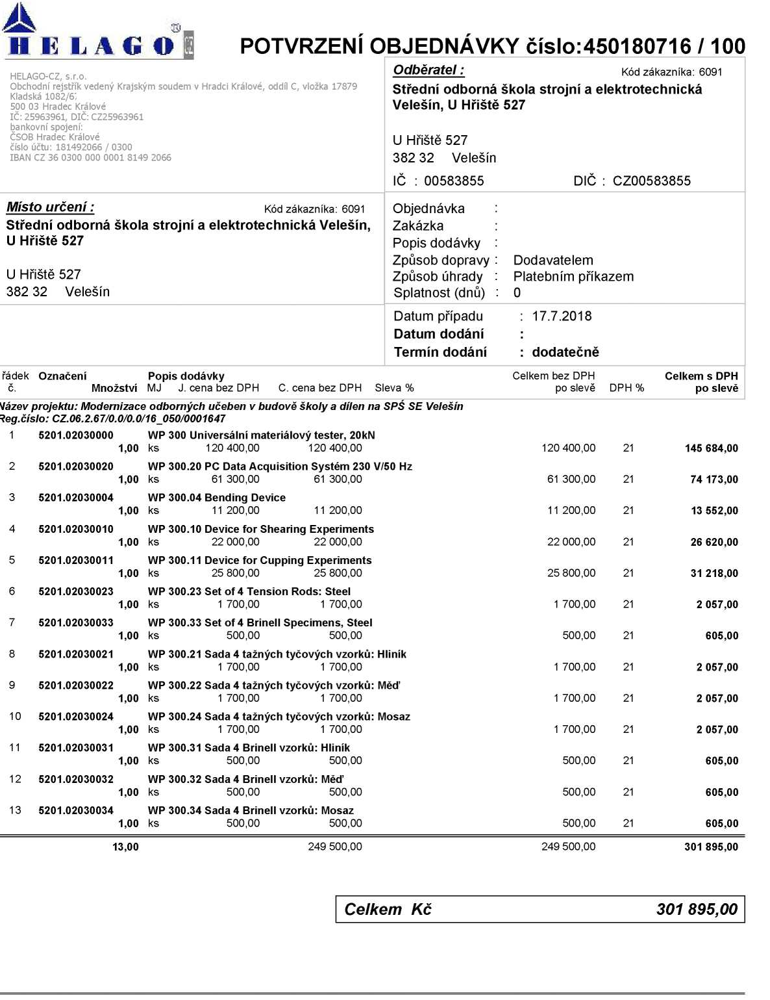 HELAGO ® CZ
POTVRZENÍ OBJEDNÁVKY číslo:450180716 / 100
HELAGO-CZ, s.r.o.
Obchodní rejstřík vedený Krajským soudem v Hradci Králové, oddíl C, vložka 17879
Kladská 1082/67
500 03 Hradec Králové
IČ: 25963961, DIČ: CZ25963961
bankovní spojení:
ČSOB Hradec Králové
číslo účtu: 181492066 / 0300
IBAN CZ 36 0300 000 0001 8149 2066
Odběratel : Kód zákazníka: 6091
Střední odborná škola strojní a elektrotechnická
Velešín, U Hřiště 527
U Hřiště 527
382 32 Velešín
IČ : 00583855 DIČ : CZ00583855
Místo určení : Kód zákazníka: 6091
Střední odborná škola strojní a elektrotechnická Velešín,
U Hřiště 527
U Hřiště 527
382 32 Velešín
Objednávka :
Zakázka :
Popis dodávky :
Způsob dopravy : Dodavatelem
Způsob úhrady : Platebním příkazem
Splatnost (dnů) : 0
Datum případu : 17.7.2018
Datum dodání :
Termín dodání : dodatečně
řádek Označení Popis dodávky Celkem bez DPH Celkem s DPH
č. Množství MJ J. cena bez DPH C. cena bez DPH Sleva % po slevě DPH % po slevě
Název projektu: Modernizace odborných učeben v budově školy a dílen na SPŠ SE Velešín
Reg.číslo: CZ.06.2.67/0.0/0.0/16_050/0001647
1 5201.02030000 WP 300 Universální materiálový tester, 20kN
1,00 ks 120 400,00 120 400,00 120 400,00 21 145 684,00
2 5201.02030020 WP 300.20 PC Data Acquisition Systém 230 V/50 Hz
1,00 ks 61 300,00 61 300,00 61 300,00 21 74 173,00
3 5201.02030004 WP 300.04 Bending Device
1,00 ks 11 200,00 11 200,00 11 200,00 21 13 552,00
4 5201.02030010 WP 300.10 Device for Shearing Experiments
1,00 ks 22 000,00 22 000,00 22 000,00 21 26 620,00
5 5201.02030011 WP 300.11 Device for Cupping Experiments
1,00 ks 25 800,00 25 800,00 25 800,00 21 31 218,00
6 5201.02030023 WP 300.23 Set of 4 Tension Rods: Steel
1,00 ks 1 700,00 1 700,00 1 700,00 21 2 057,00
7 5201.02030033 WP 300.33 Set of 4 Brinell Specimens, Steel
1,00 ks 500,00 500,00 500,00 21 605,00
8 5201.02030021 WP 300.21 Sada 4 tažných tyčových vzorků: Hliník
1,00 ks 1 700,00 1 700,00 1 700,00 21 2 057,00
9 5201.02030022 WP 300.22 Sada 4 tažných tyčových vzorků: Měď
1,00 ks 1 700,00 1 700,00 1 700,00 21 2 057,00
10 5201.02030024 WP 300.24 Sada 4 tažných tyčových vzorků: Mosaz
1,00 ks 1 700,00 1 700,00 1 700,00 21 2 057,00
11 5201.02030031 WP 300.31 Sada 4 Brinell vzorků: Hliník
1,00 ks 500,00 500,00 500,00 21 605,00
12 5201.02030032 WP 300.32 Sada 4 Brinell vzorků: Měď
1,00 ks 500,00 500,00 500,00 21 605,00
13 5201.02030034 WP 300.34 Sada 4 Brinell vzorků: Mosaz
1,00 ks 500,00 500,00 500,00 21 605,00
13,00 249 500,00 249 500,00 301 895,00
Celkem Kč 301 895,00